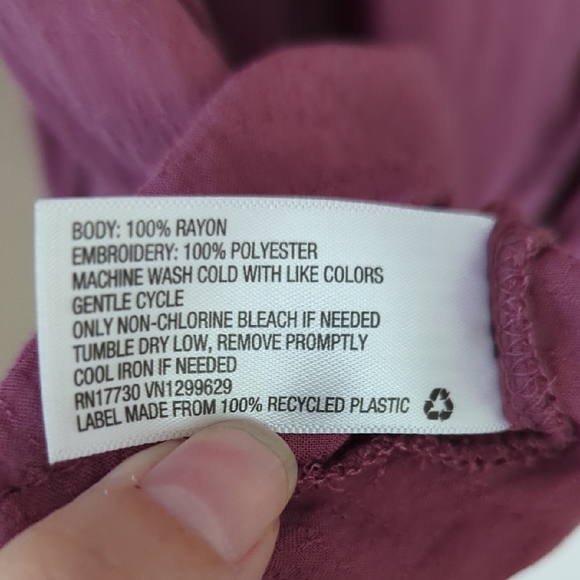 BODY: 100% RAYON
EMBROIDERY: 100% POLYESTER
MACHINE WASH COLD WITH LIKE COLORS
GENTLE CYCLE
ONLY NON-CHLORINE BLEACH IF NEEDED
TUMBLE DRY LOW, REMOVE PROMPTLY
COOL IRON IF NEEDED
RN17730 VN1299629
LABEL MADE FROM 100% RECYCLED PLASTIC